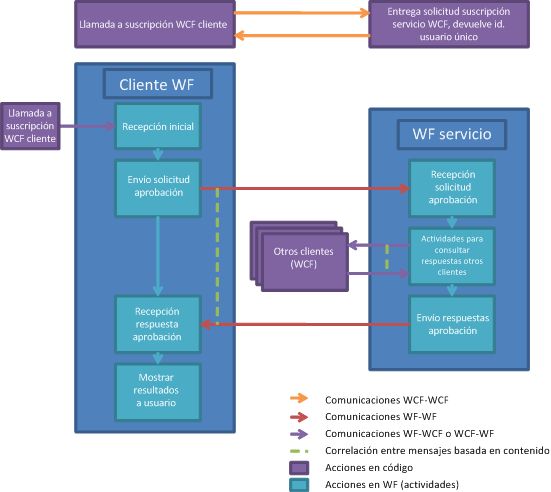 Llamada a suscripción WCF cliente
Entrega solicitud suscripción
servicio WCF, devuelve id.
usuario único
Cliente WF
Llamada a
suscripción
WCF cliente
Recepción inicial
Envío solicitud
aprobación
Recepción
respuesta
aprobación
Mostrar
resultados
a usuario
WF servicio
Recepción
solicitud
aprobación
Actividades para
consultar
respuestas otros
clientes
Envío respuestas
aprobación
Otros clientes
(WCF)
Comunicaciones WCF-WCF
Comunicaciones WF-WF
Comunicaciones WF-WCF o WCF-WF
Correlación entre mensajes basada en contenido
Acciones en código
Acciones en WF (actividades)